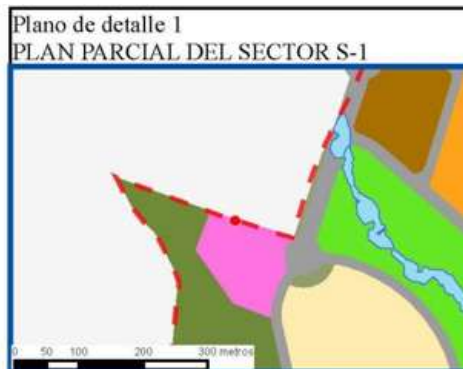 Plano de detalle 1
PLAN PARCIAL DEL SECTOR S-1
0 50 100 200 300 metros